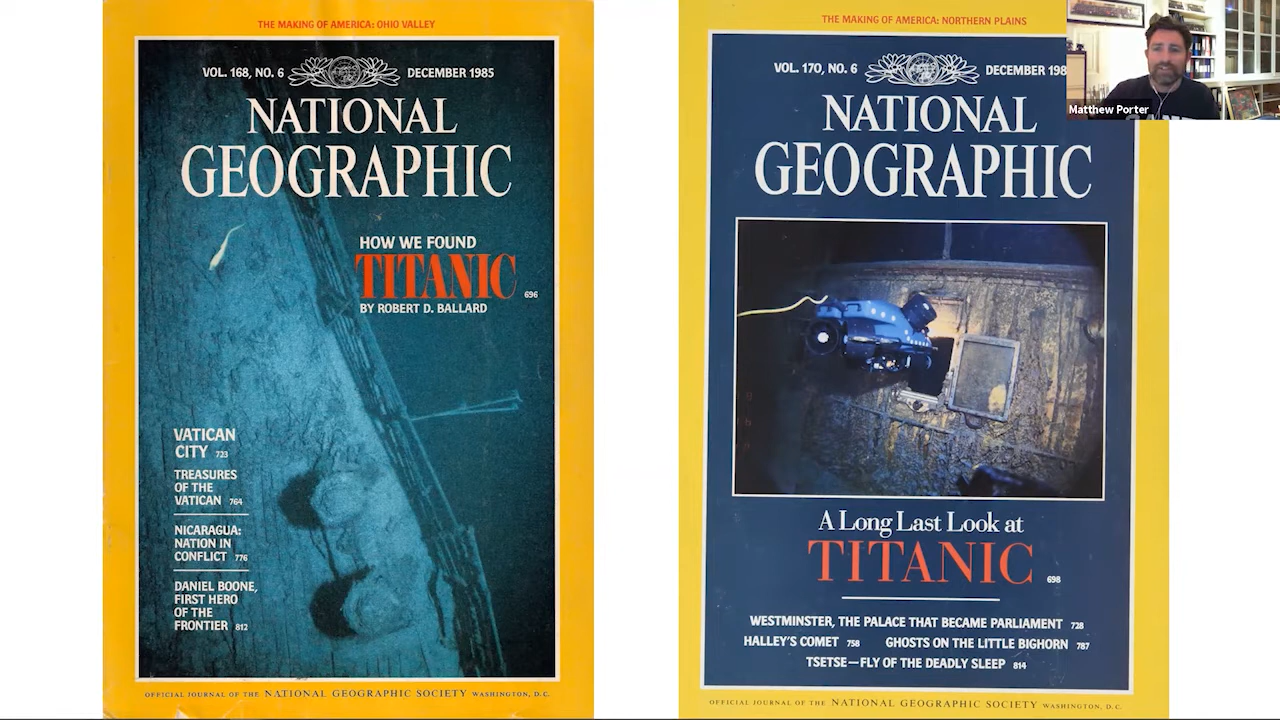 THE MAKING OF AMERICA: OHIO VALLEY
VOL. 168, NO. 6
DECEMBER 1985
NATIONAL
GEOGRAPHIC
HOW WE FOUND
TITANIC 696
BY ROBERT D. BALLARD
VATICAN
CITY 723
TREASURES
OF THE
VATICAN 764
NICARAGUA:
NATION IN
CONFLICT 776
DANIEL BOONE,
FIRST HERO
OF THE
FRONTIER 812
OFFICIAL JOURNAL OF THE NATIONAL GEOGRAPHIC SOCIETY WASHINGTON, D.C.
THE MAKING OF AMERICA: NORTHERN PLAINS
VOL. 170, NO. 6
DECEMBER 198
NATIONAL
GEOGRAPHIC
A Long Last Look at
TITANIC 698
WESTMINSTER, THE PALACE THAT BECAME PARLIAMENT 728
HALLEY'S COMET 758 GHOSTS ON THE LITTLE BIGHORN 787
TSETSE—FLY OF THE DEADLY SLEEP 814
OFFICIAL JOURNAL OF THE NATIONAL GEOGRAPHIC SOCIETY WASHINGTON, D.C.
Matthew Porter